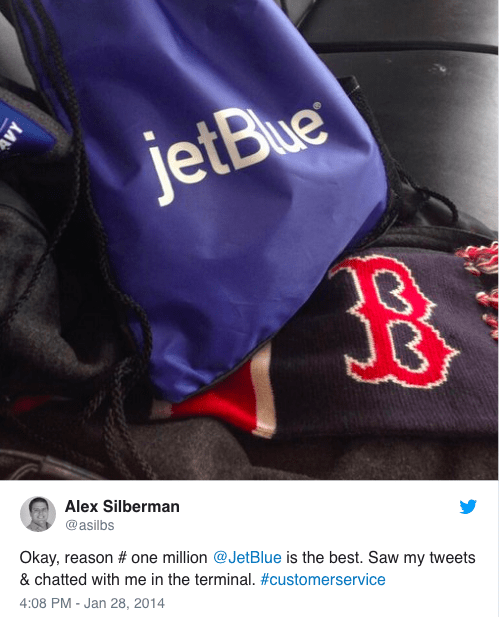 jetBlue®
AVY
B
Alex Silberman
@asilbs
Okay, reason # one million @JetBlue is the best. Saw my tweets
& chatted with me in the terminal. #customerservice
4:08 PM - Jan 28, 2014